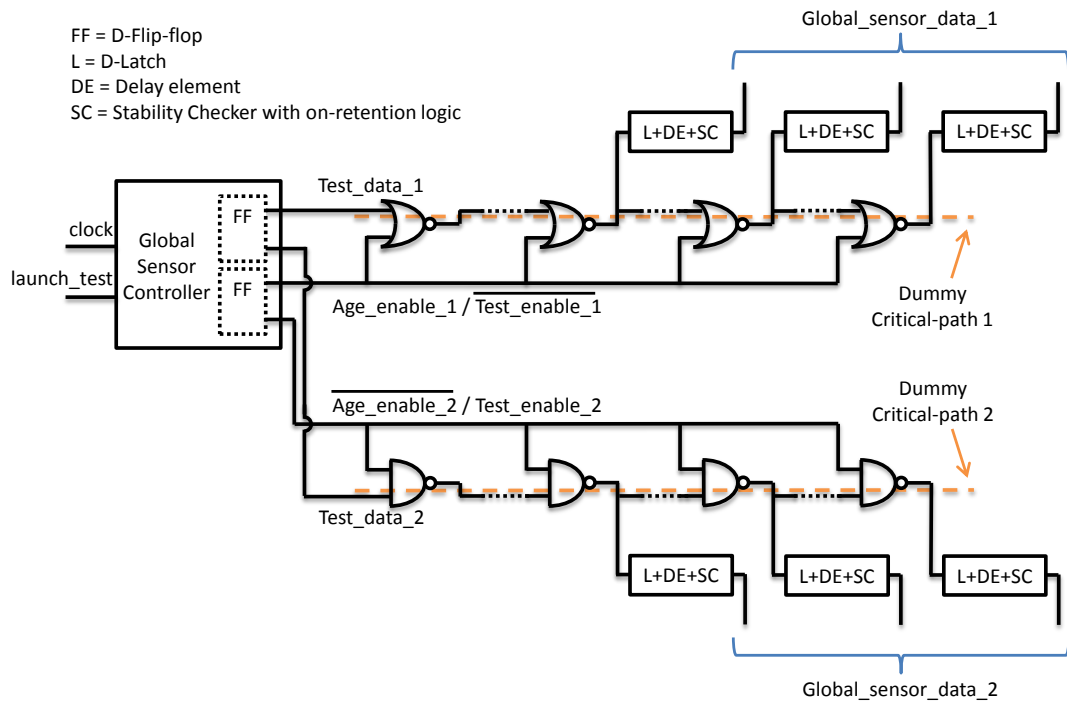 Global_sensor_data_1
FF = D-Flip-flop
L = D-Latch
DE = Delay element
SC = Stability Checker with on-retention logic
L+DE+SC
L+DE+SC
L+DE+SC
Test_data_1
FF
clock
Global
Sensor
Controller
launch_test
FF
Age_enable_1 / Test_enable_1
Dummy
Critical-path 1
Age_enable_2 / Test_enable_2
Dummy
Critical-path 2
Test_data_2
L+DE+SC
L+DE+SC
L+DE+SC
Global_sensor_data_2